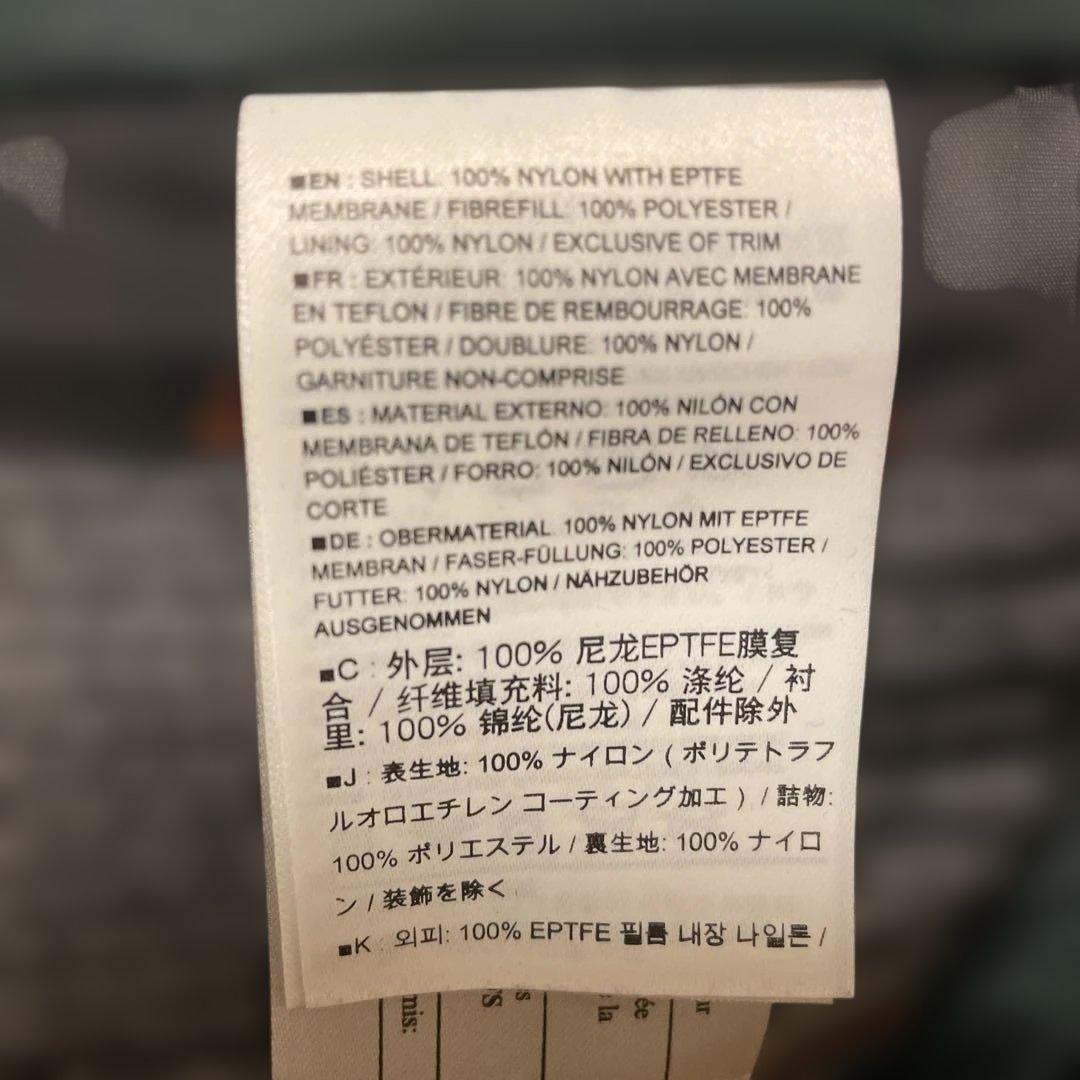 ■EN : SHELL: 100% NYLON WITH EPTFE
MEMBRANE / FIBREFILL: 100% POLYESTER /
LINING: 100% NYLON / EXCLUSIVE OF TRIM
■FR : EXTÉRIEUR: 100% NYLON AVEC MEMBRANE
EN TEFLON / FIBRE DE REMBOURRAGE: 100%
POLYÉSTER / DOUBLURE: 100% NYLON /
GARNITURE NON-COMPRISE
■ES : MATERIAL EXTERNO: 100% NILÓN CON
MEMBRANA DE TEFLÓN / FIBRA DE RELLENO: 100%
POLIÉSTER / FORRO: 100% NILÓN / EXCLUSIVO DE
CORTE
■DE : OBERMATERIAL: 100% NYLON MIT EPTFE
MEMBRAN / FASER-FÜLLUNG: 100% POLYESTER /
FUTTER: 100% NYLON / NÄHZUBEHÖR
AUSGENOMMEN
■C : 外层: 100% 尼龙EPTFE膜复
合 / 纤维填充料: 100% 涤纶 / 衬
里: 100% 锦纶(尼龙) / 配件除外
■J : 表生地: 100% ナイロン ( ポリテトラフ
ルオロエチレン コーティング加工 ) / 詰物:
100% ポリエステル / 裏生地: 100% ナイロ
ン / 装飾を除く
■K : 외피: 100% EPTFE 필름 내장 나일론 /
la
ée